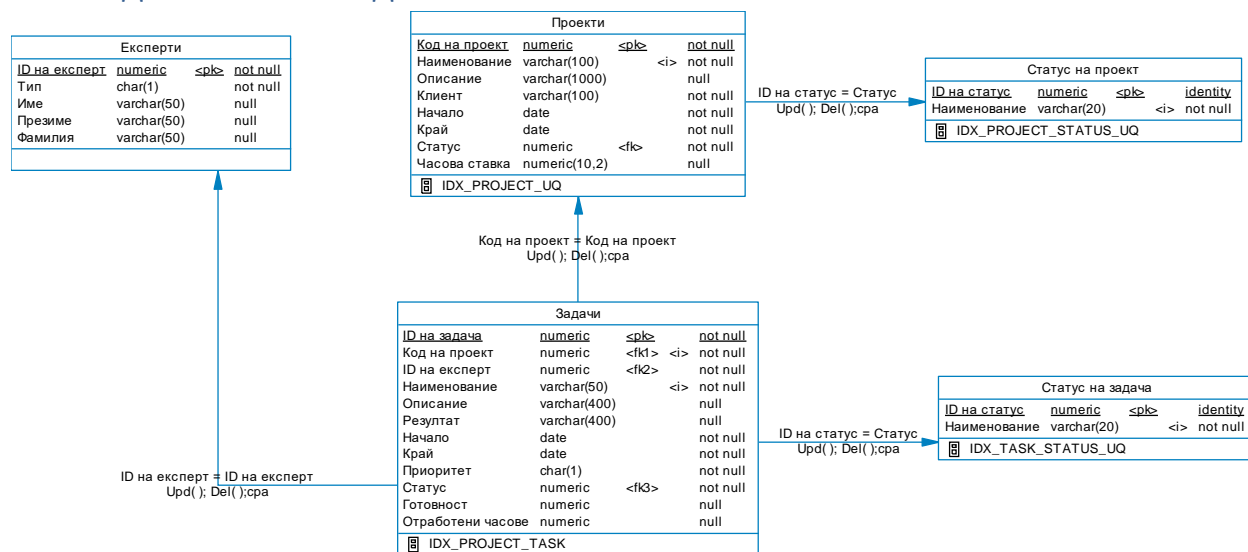 Експерти
ID на експерт numeric <pk> not null
Тип char(1) not null
Име varchar(50) null
Презиме varchar(50) null
Фамилия varchar(50) null
Проекти
Код на проект numeric <pk> not null
Наименование varchar(100) <i> not null
Описание varchar(1000) null
Клиент varchar(100) not null
Начало date not null
Край date not null
Статус numeric <fk> not null
Часова ставка numeric(10,2) null
IDX_PROJECT_UQ
ID на статус = Статус
Upd( ); Del( );cpa
Статус на проект
ID на статус numeric <pk> identity
Наименование varchar(20) <i> not null
IDX_PROJECT_STATUS_UQ
Код на проект = Код на проект
Upd( ); Del( );cpa
Задачи
ID на задача numeric <pk> not null
Код на проект numeric <fk1> <i> not null
ID на експерт numeric <fk2> not null
Наименование varchar(50) <i> not null
Описание varchar(400) null
Резултат varchar(400) null
Начало date not null
Край date not null
Приоритет char(1) not null
Статус numeric <fk3> not null
Готовност numeric null
Отработени часове numeric null
IDX_PROJECT_TASK
ID на статус = Статус
Upd( ); Del( );cpa
Статус на задача
ID на статус numeric <pk> identity
Наименование varchar(20) <i> not null
IDX_TASK_STATUS_UQ
ID на експерт = ID на експерт
Upd( ); Del( );cpa